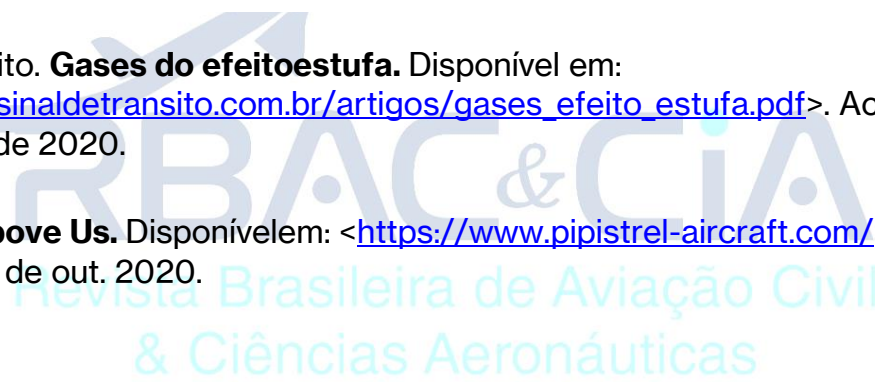 ito. Gases do efeitoestufa. Disponível em:
sinaldetransito.com.br/artigos/gases_efeito_estufa.pdf>. Ac
de 2020.
RBAC&CiA
ove Us. Disponívelem: <https://www.pipistrel-aircraft.com/
de out. 2020.
Revista Brasileira de Aviação Civil
& Ciências Aeronáuticas